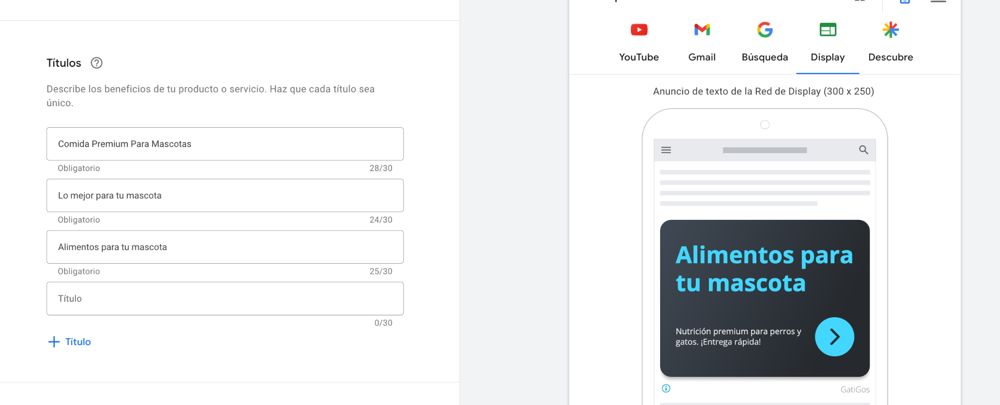 Títulos
Describe los beneficios de tu producto o servicio. Haz que cada título sea
único.
Comida Premium Para Mascotas
Obligatorio 28/30
Lo mejor para tu mascota
Obligatorio 24/30
Alimentos para tu mascota
Obligatorio 25/30
Título
0/30
+ Título
YouTube Gmail Búsqueda Display Descubre
Anuncio de texto de la Red de Display (300 x 250)
Alimentos para
tu mascota
Nutrición premium para perros y
gatos. ¡Entrega rápida!
GatiGos